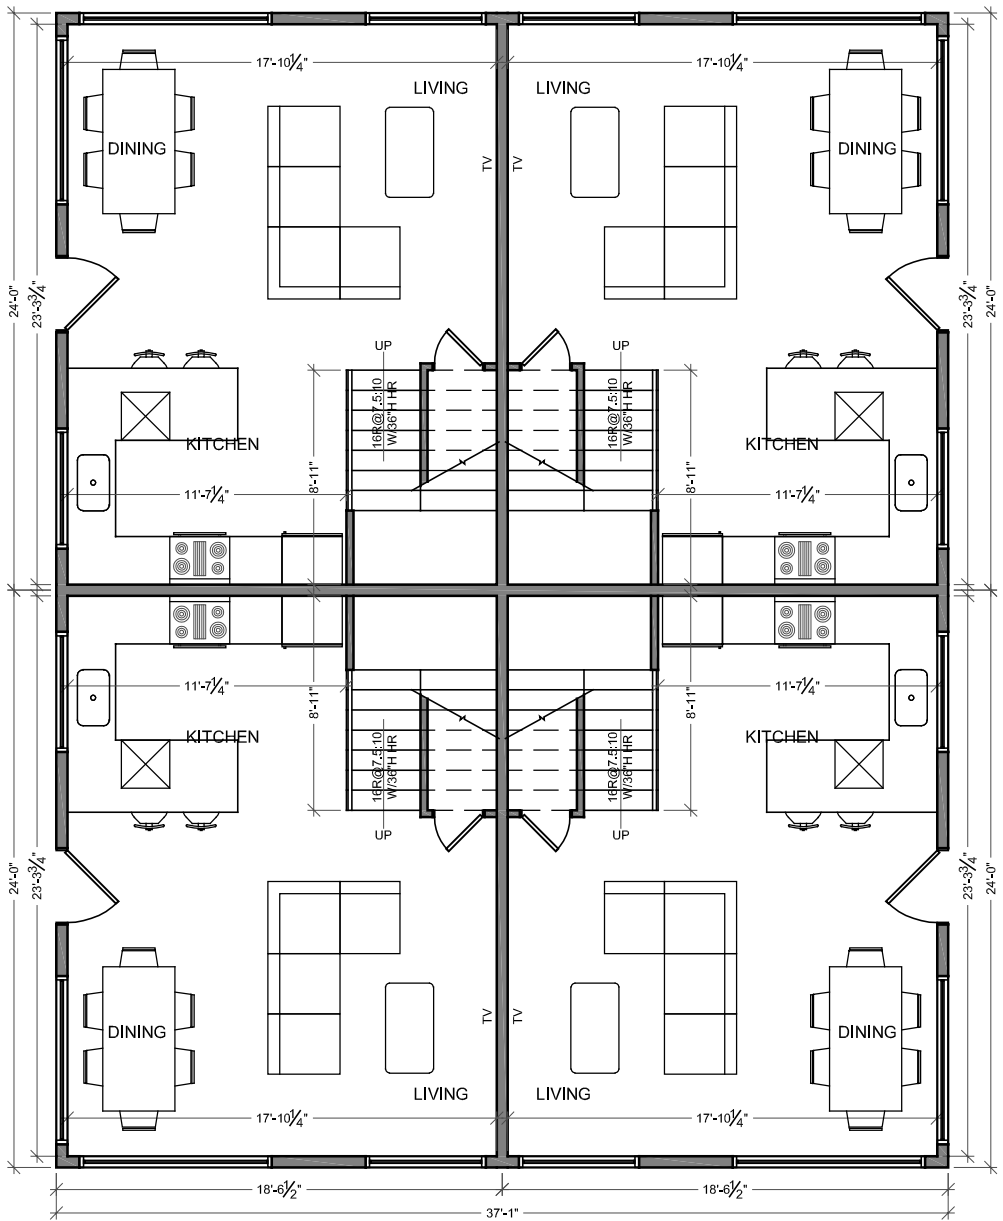 17'-10¼" 17'-10¼"
LIVING LIVING
DINING DINING
TV TV
24'-0" 23'-3¾" 23'-3¾" 24'-0"
UP UP
16R@7.5:10 16R@7.5:10
W/36"H HR W/36"H HR
KITCHEN KITCHEN
8'-11" 8'-11"
11'-7¼" 11'-7¼"
11'-7¼" 11'-7¼"
8'-11" 8'-11"
KITCHEN KITCHEN
16R@7.5:10 16R@7.5:10
W/36"H HR W/36"H HR
UP UP
24'-0" 23'-3¾" 23'-3¾" 24'-0"
TV TV
DINING DINING
LIVING LIVING
17'-10¼" 17'-10¼"
18'-6½" 18'-6½"
37'-1"